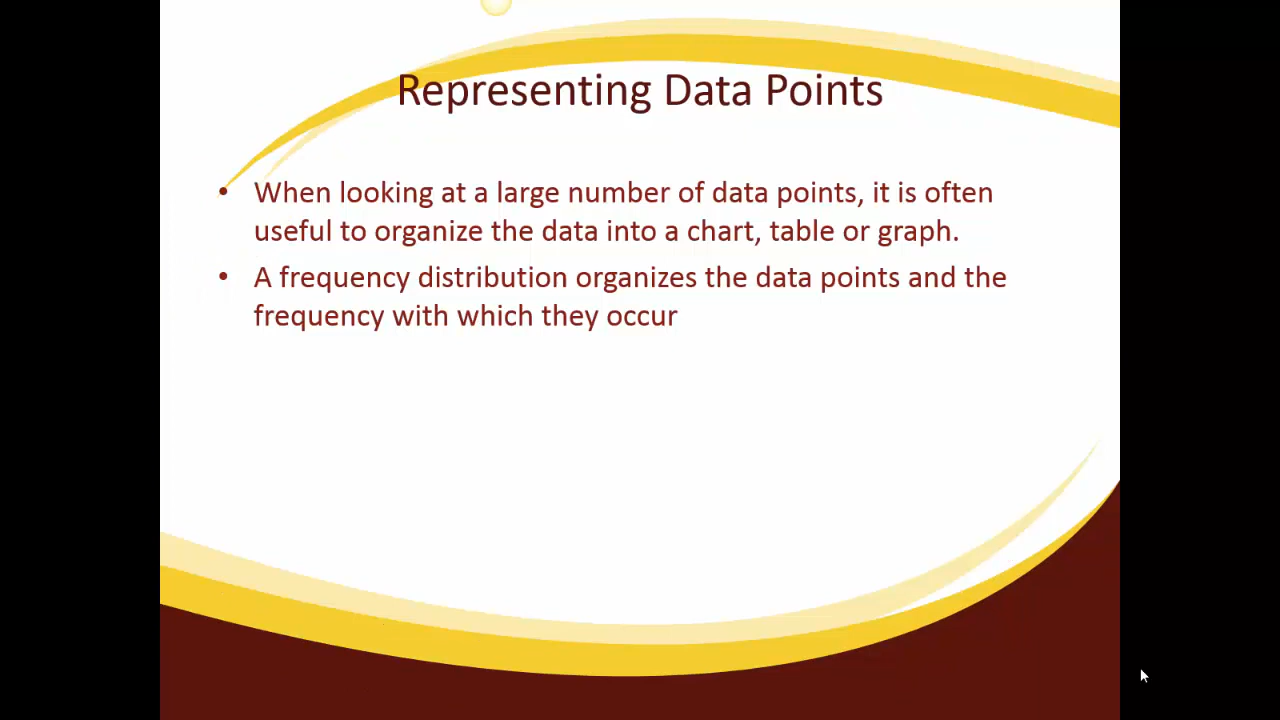 Representing Data Points
• When looking at a large number of data points, it is often
useful to organize the data into a chart, table or graph.
• A frequency distribution organizes the data points and the
frequency with which they occur